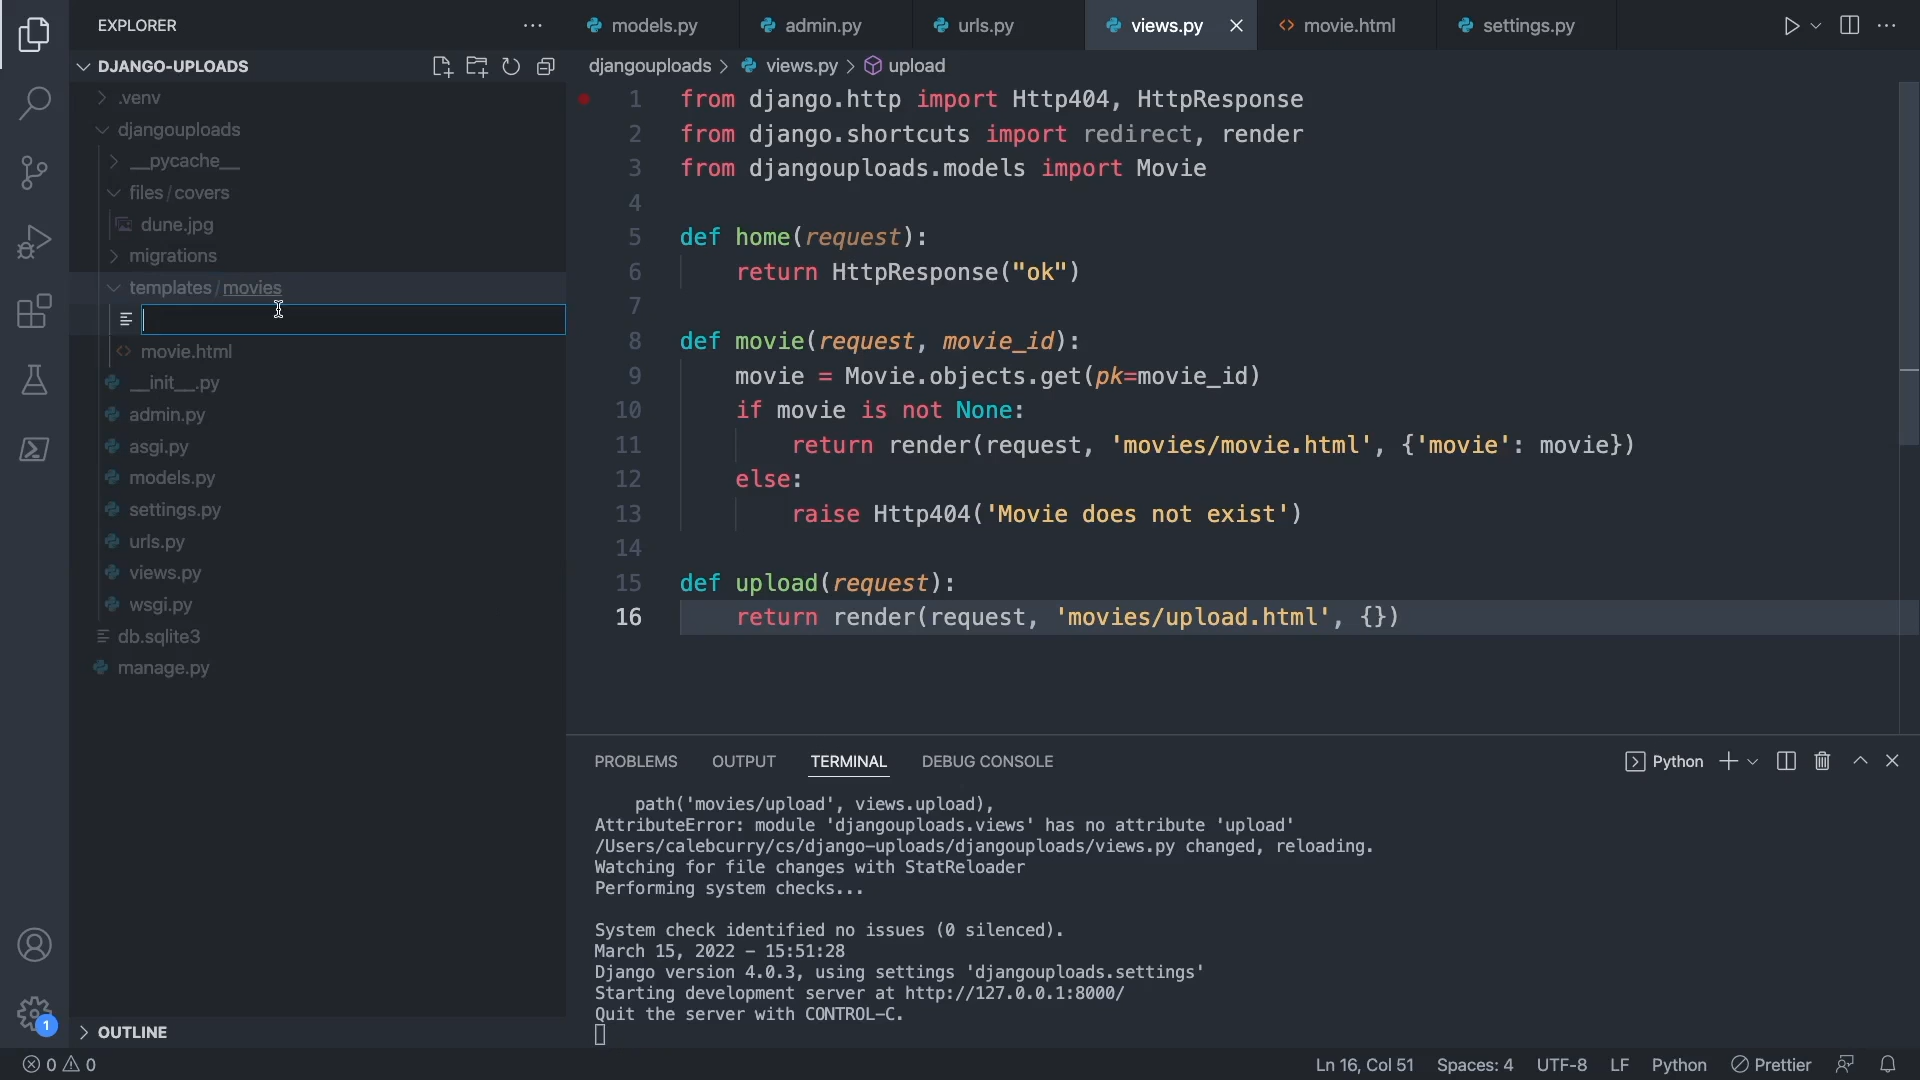 EXPLORER
DJANGO-UPLOADS
.venv
djangouploads
__pycache__
files/covers
dune.jpg
migrations
templates/movies
movie.html
__init__.py
admin.py
asgi.py
models.py
settings.py
urls.py
views.py
wsgi.py
db.sqlite3
manage.py
OUTLINE
models.py
admin.py
urls.py
views.py
movie.html
settings.py
djangouploads > views.py > upload
1 from django.http import Http404, HttpResponse
2 from django.shortcuts import redirect, render
3 from djangouploads.models import Movie
4
5 def home(request):
6     return HttpResponse("ok")
7
8 def movie(request, movie_id):
9     movie = Movie.objects.get(pk=movie_id)
10     if movie is not None:
11         return render(request, 'movies/movie.html', {'movie': movie})
12     else:
13         raise Http404('Movie does not exist')
14
15 def upload(request):
16     return render(request, 'movies/upload.html', {})
PROBLEMS OUTPUT TERMINAL DEBUG CONSOLE
Python
    path('movies/upload', views.upload),
AttributeError: module 'djangouploads.views' has no attribute 'upload'
/Users/calebcurry/cs/django-uploads/djangouploads/views.py changed, reloading.
Watching for file changes with StatReloader
Performing system checks...
System check identified no issues (0 silenced).
March 15, 2022 - 15:51:28
Django version 4.0.3, using settings 'djangouploads.settings'
Starting development server at http://127.0.0.1:8000/
Quit the server with CONTROL-C.
1
0 0
Ln 16, Col 51 Spaces: 4 UTF-8 LF Python Prettier